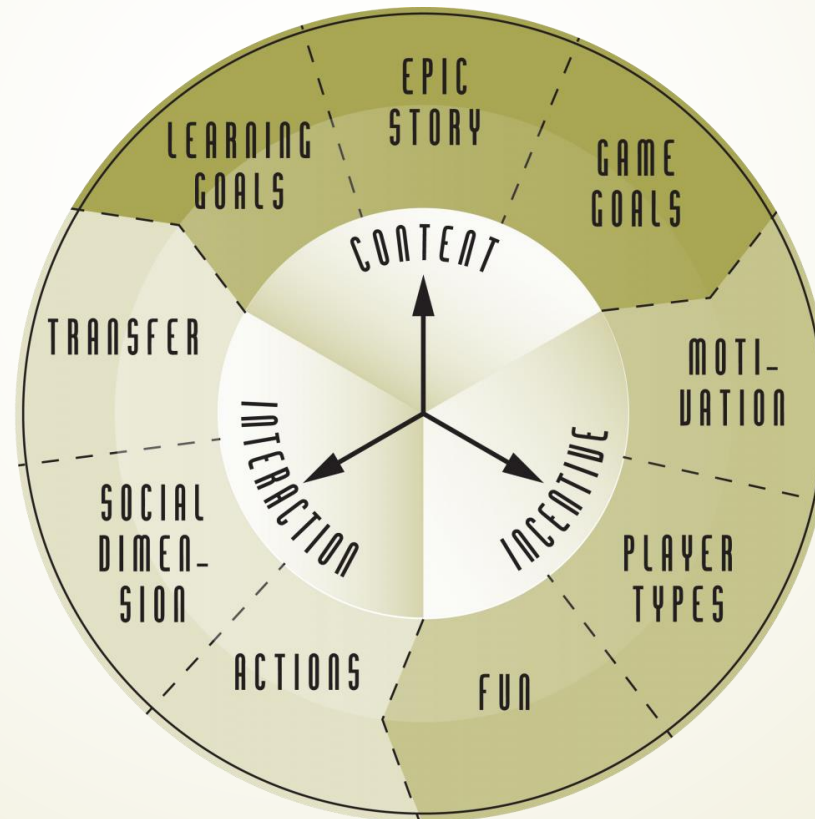 EPIC
STORY
LEARNING
GOALS
GAME
GOALS
CONTENT
TRANSFER
MOTI-
VATION
INTERACTION
INCENTIVE
SOCIAL
DIMEN-
SION
PLAYER
TYPES
ACTIONS
FUN